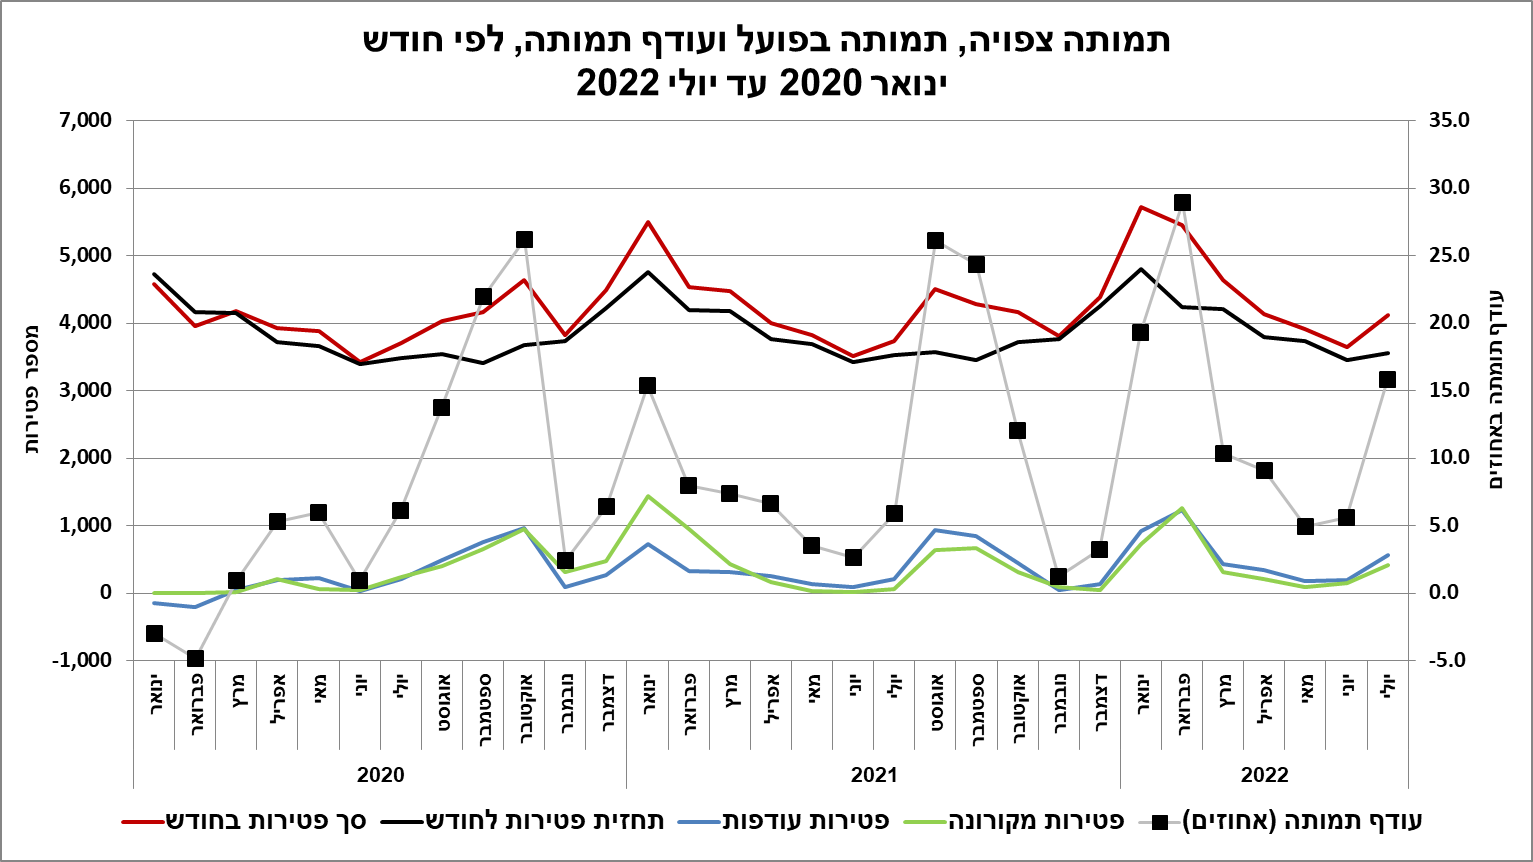 תמותה צפויה, תמותה בפועל ועודף תמותה, לפי חודש
ינואר 2020 עד יולי 2022
מספר פטירות
7,000
6,000
5,000
4,000
3,000
2,000
1,000
0
-1,000
עודף תומתה באחוזים
35.0
30.0
25.0
20.0
15.0
10.0
5.0
0.0
-5.0
ינואר
פברואר
מרץ
אפריל
מאי
יוני
יולי
אוגוסט
ספטמבר
אוקטובר
נובמבר
דצמבר
ינואר
פברואר
מרץ
אפריל
מאי
יוני
יולי
אוגוסט
ספטמבר
אוקטובר
נובמבר
דצמבר
ינואר
פברואר
מרץ
אפריל
מאי
יוני
יולי
2020
2021
2022
סך פטירות בחודש
תחזית פטירות לחודש
פטירות עודפות
פטירות מקורונה
עודף תמותה (אחוזים)